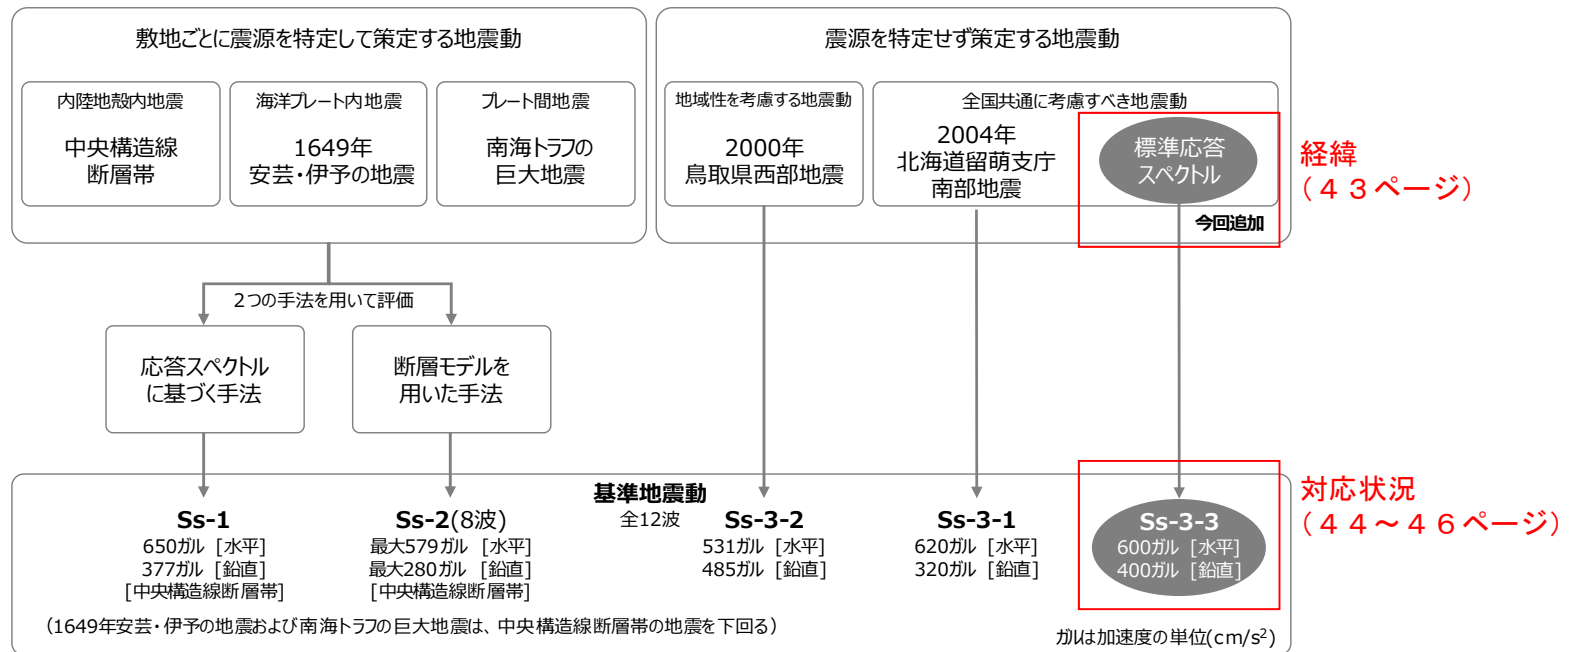 敷地ごとに震源を特定して策定する地震動
内陸地殻内地震
中央構造線
断層帯
海洋プレート内地震
1649年
安芸・伊予の地震
プレート間地震
南海トラフの
巨大地震
震源を特定せず策定する地震動
地域性を考慮する地震動
2000年
鳥取県西部地震
全国共通に考慮すべき地震動
2004年
北海道留萌支庁
南部地震
標準応答
スペクトル
今回追加
経緯
（４３ページ）
2つの手法を用いて評価
応答スペクトル
に基づく手法
断層モデルを
用いた手法
基準地震動
全12波
Ss-1
650ガル [水平]
377ガル [鉛直]
[中央構造線断層帯]
Ss-2(8波)
最大579ガル [水平]
最大280ガル [鉛直]
[中央構造線断層帯]
Ss-3-2
531ガル [水平]
485ガル [鉛直]
Ss-3-1
620ガル [水平]
320ガル [鉛直]
Ss-3-3
600ガル [水平]
400ガル [鉛直]
対応状況
（４４～４６ページ）
（1649年安芸・伊予の地震および南海トラフの巨大地震は、中央構造線断層帯の地震を下回る）
ガルは加速度の単位(cm/s²)